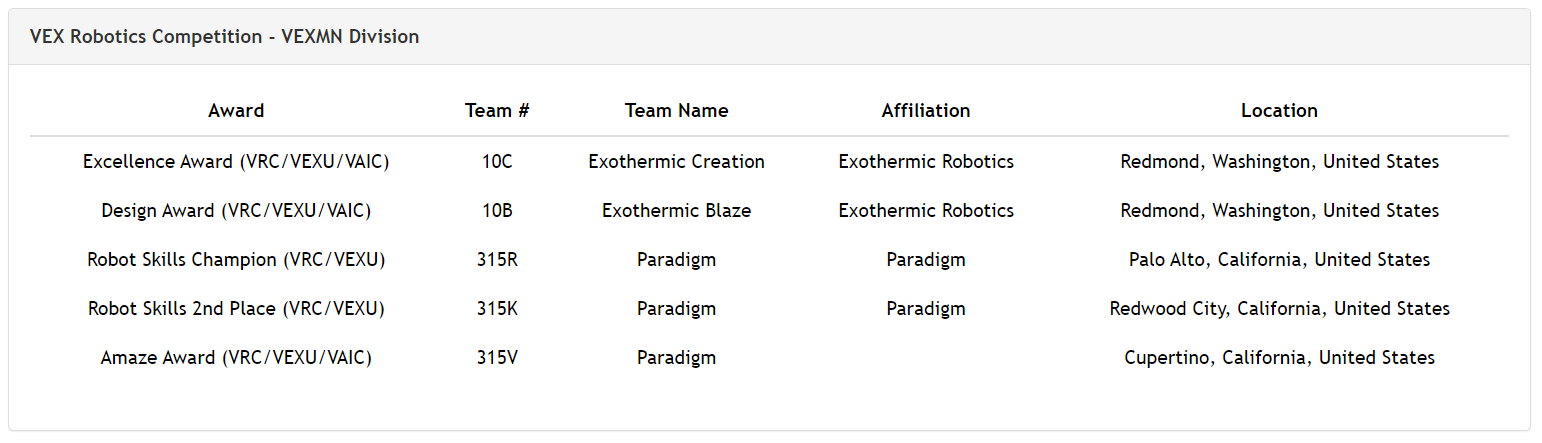 VEX Robotics Competition - VEXMN Division
Award Team # Team Name Affiliation Location
Excellence Award (VRC/VEXU/VAIC) 10C Exothermic Creation Exothermic Robotics Redmond, Washington, United States
Design Award (VRC/VEXU/VAIC) 10B Exothermic Blaze Exothermic Robotics Redmond, Washington, United States
Robot Skills Champion (VRC/VEXU) 315R Paradigm Paradigm Palo Alto, California, United States
Robot Skills 2nd Place (VRC/VEXU) 315K Paradigm Paradigm Redwood City, California, United States
Amaze Award (VRC/VEXU/VAIC) 315V Paradigm Cupertino, California, United States